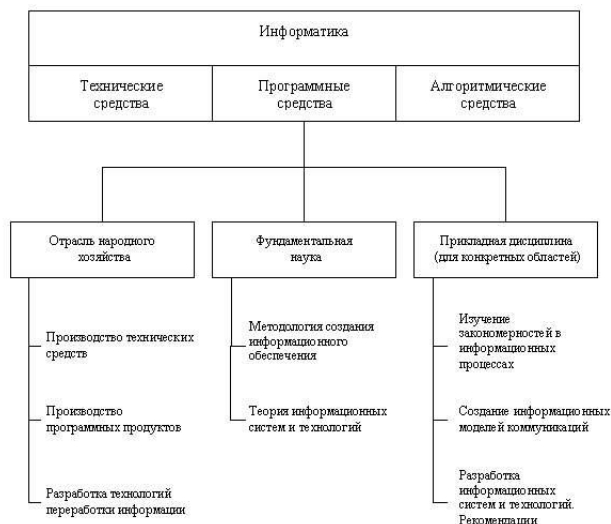 Информатика
Технические
средства
Программные
средства
Алгоритмические
средства
Отрасль народного
хозяйства
Фундаментальная
наука
Прикладная дисциплина
(для конкретных областей)
Производство технических
средств
Производство
программных продуктов
Разработка технологий
переработки информации
Методология создания
информационного
обеспечения
Теория информационных
систем и технологий
Изучение
закономерностей в
информационных
процессах
Создание информационных
моделей коммуникаций
Разработка
информационных
систем и технологий.
Рекомендации